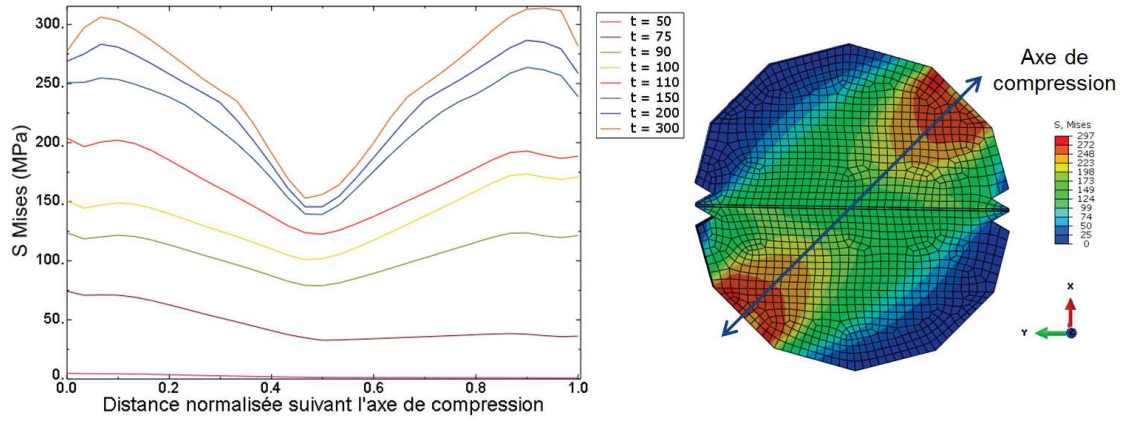 300.
250.
200.
150.
100.
50.
0.
S Mises (MPa)
0.0 0.2 0.4 0.6 0.8 1.0
Distance normalisée suivant l'axe de compression
t = 50
t = 75
t = 90
t = 100
t = 110
t = 150
t = 200
t = 300
Axe de
compression
S, Mises
297
272
248
223
198
173
149
124
99
74
50
25
0
X
Y